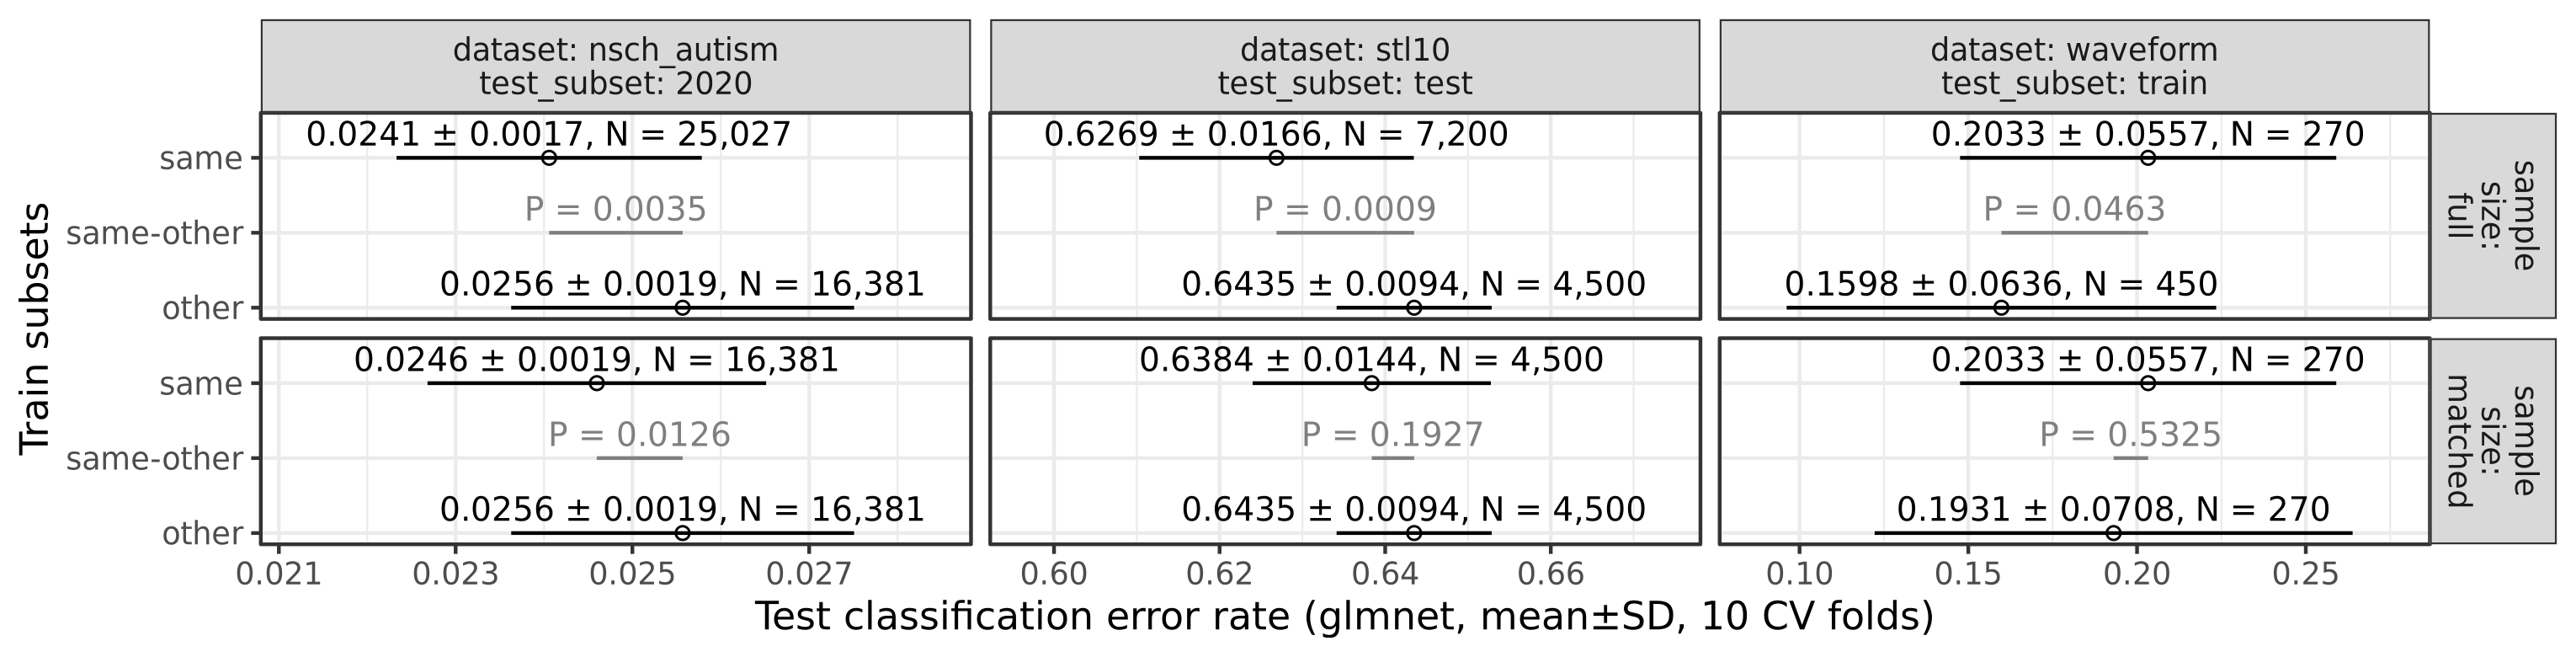 dataset: nsch_autism
test_subset: 2020
dataset: stl10
test_subset: test
dataset: waveform
test_subset: train
Train subsets
same
0.0241 ± 0.0017, N = 25,027
0.6269 ± 0.0166, N = 7,200
0.2033 ± 0.0557, N = 270
same-other
P = 0.0035
P = 0.0009
P = 0.0463
other
0.0256 ± 0.0019, N = 16,381
0.6435 ± 0.0094, N = 4,500
0.1598 ± 0.0636, N = 450
sample
size:
full
same
0.0246 ± 0.0019, N = 16,381
0.6384 ± 0.0144, N = 4,500
0.2033 ± 0.0557, N = 270
same-other
P = 0.0126
P = 0.1927
P = 0.5325
other
0.0256 ± 0.0019, N = 16,381
0.6435 ± 0.0094, N = 4,500
0.1931 ± 0.0708, N = 270
sample
size:
matched
0.021 0.023 0.025 0.027
0.60 0.62 0.64 0.66
0.10 0.15 0.20 0.25
Test classification error rate (glmnet, mean±SD, 10 CV folds)